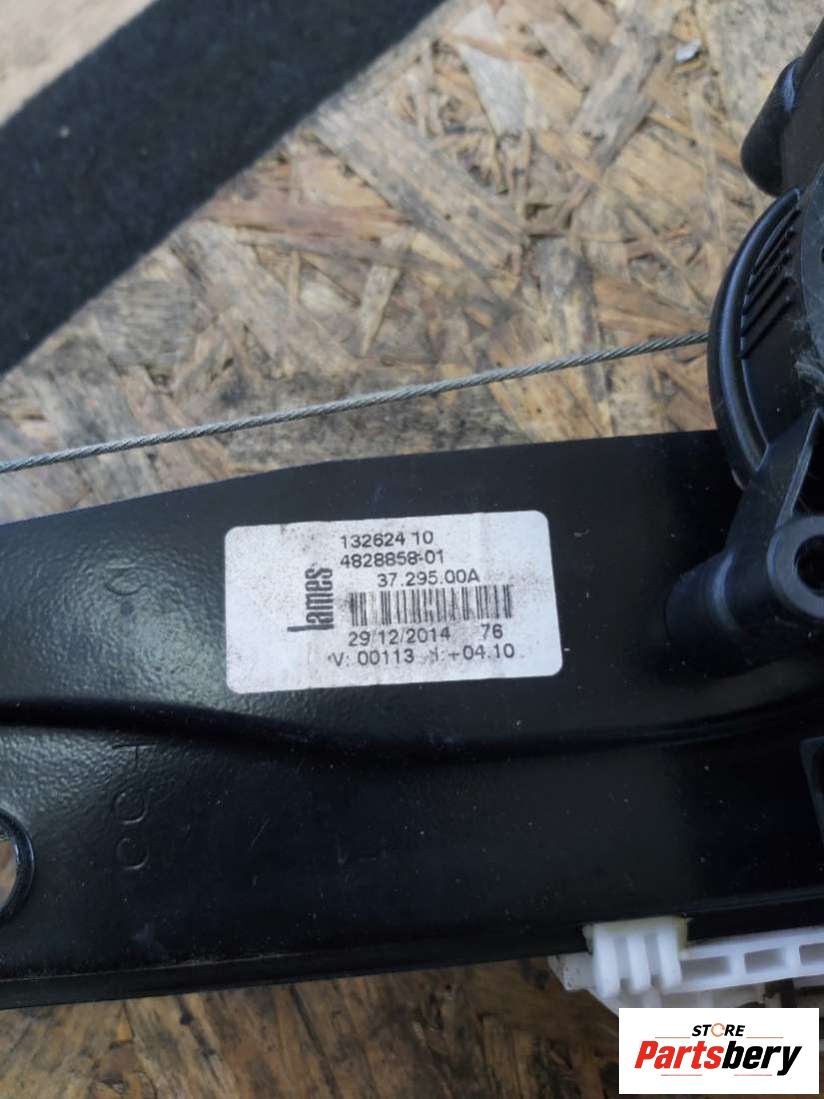 132624 10
4828858-01
37.295.00A
lames
29/12/2014 76
V: 00113 +04.10
STORE
Partsbery